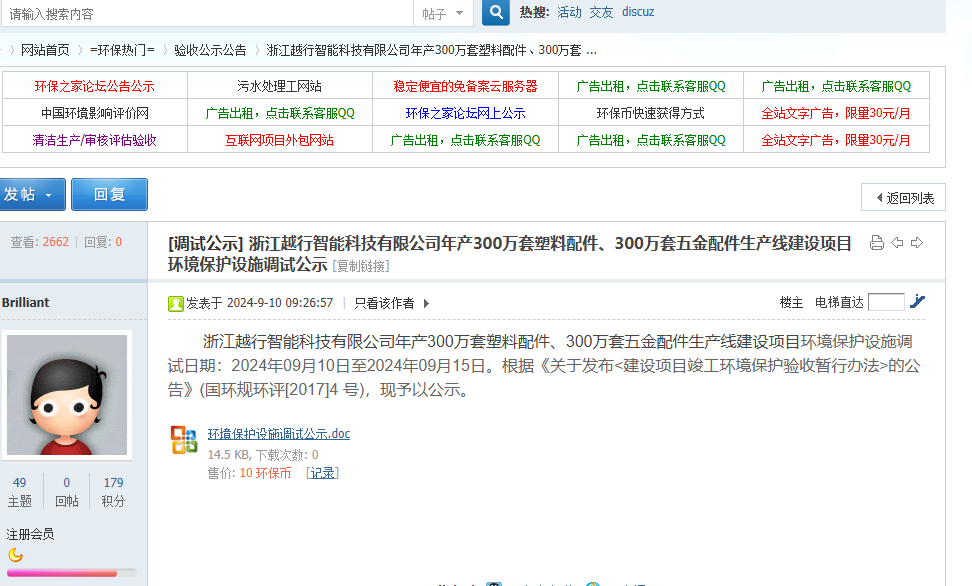 请输入搜索内容 帖子 热搜: 活动 交友 discuz
网站首页 =环保热门= 验收公示公告 浙江越行智能科技有限公司年产300万套塑料配件、300万套 ...
环保之家论坛公告公示 污水处理工网站 稳定便宜的免备案云服务器 广告出租，点击联系客服QQ 广告出租，点击联系客服QQ
中国环境影响评价网 广告出租，点击联系客服QQ 环保之家论坛网上公示 环保币快速获得方式 全站文字广告，限量30元/月
清洁生产/审核评估验收 互联网项目外包网站 广告出租，点击联系客服QQ 广告出租，点击联系客服QQ 全站文字广告，限量30元/月
发帖 回复 返回列表
查看: 2662 | 回复: 0
[调试公示] 浙江越行智能科技有限公司年产300万套塑料配件、300万套五金配件生产线建设项目
环境保护设施调试公示 [复制链接]
Brilliant
发表于 2024-9-10 09:26:57 | 只看该作者 楼主 电梯直达
浙江越行智能科技有限公司年产300万套塑料配件、300万套五金配件生产线建设项目环境保护设施调
试日期：2024年09月10日至2024年09月15日。根据《关于发布<建设项目竣工环境保护验收暂行办法>的公
告》(国环规环评[2017]4 号)，现予以公示。
环境保护设施调试公示.doc
14.5 KB, 下载次数: 0
售价: 10 环保币 [记录]
49 0 179
主题 回帖 积分
注册会员